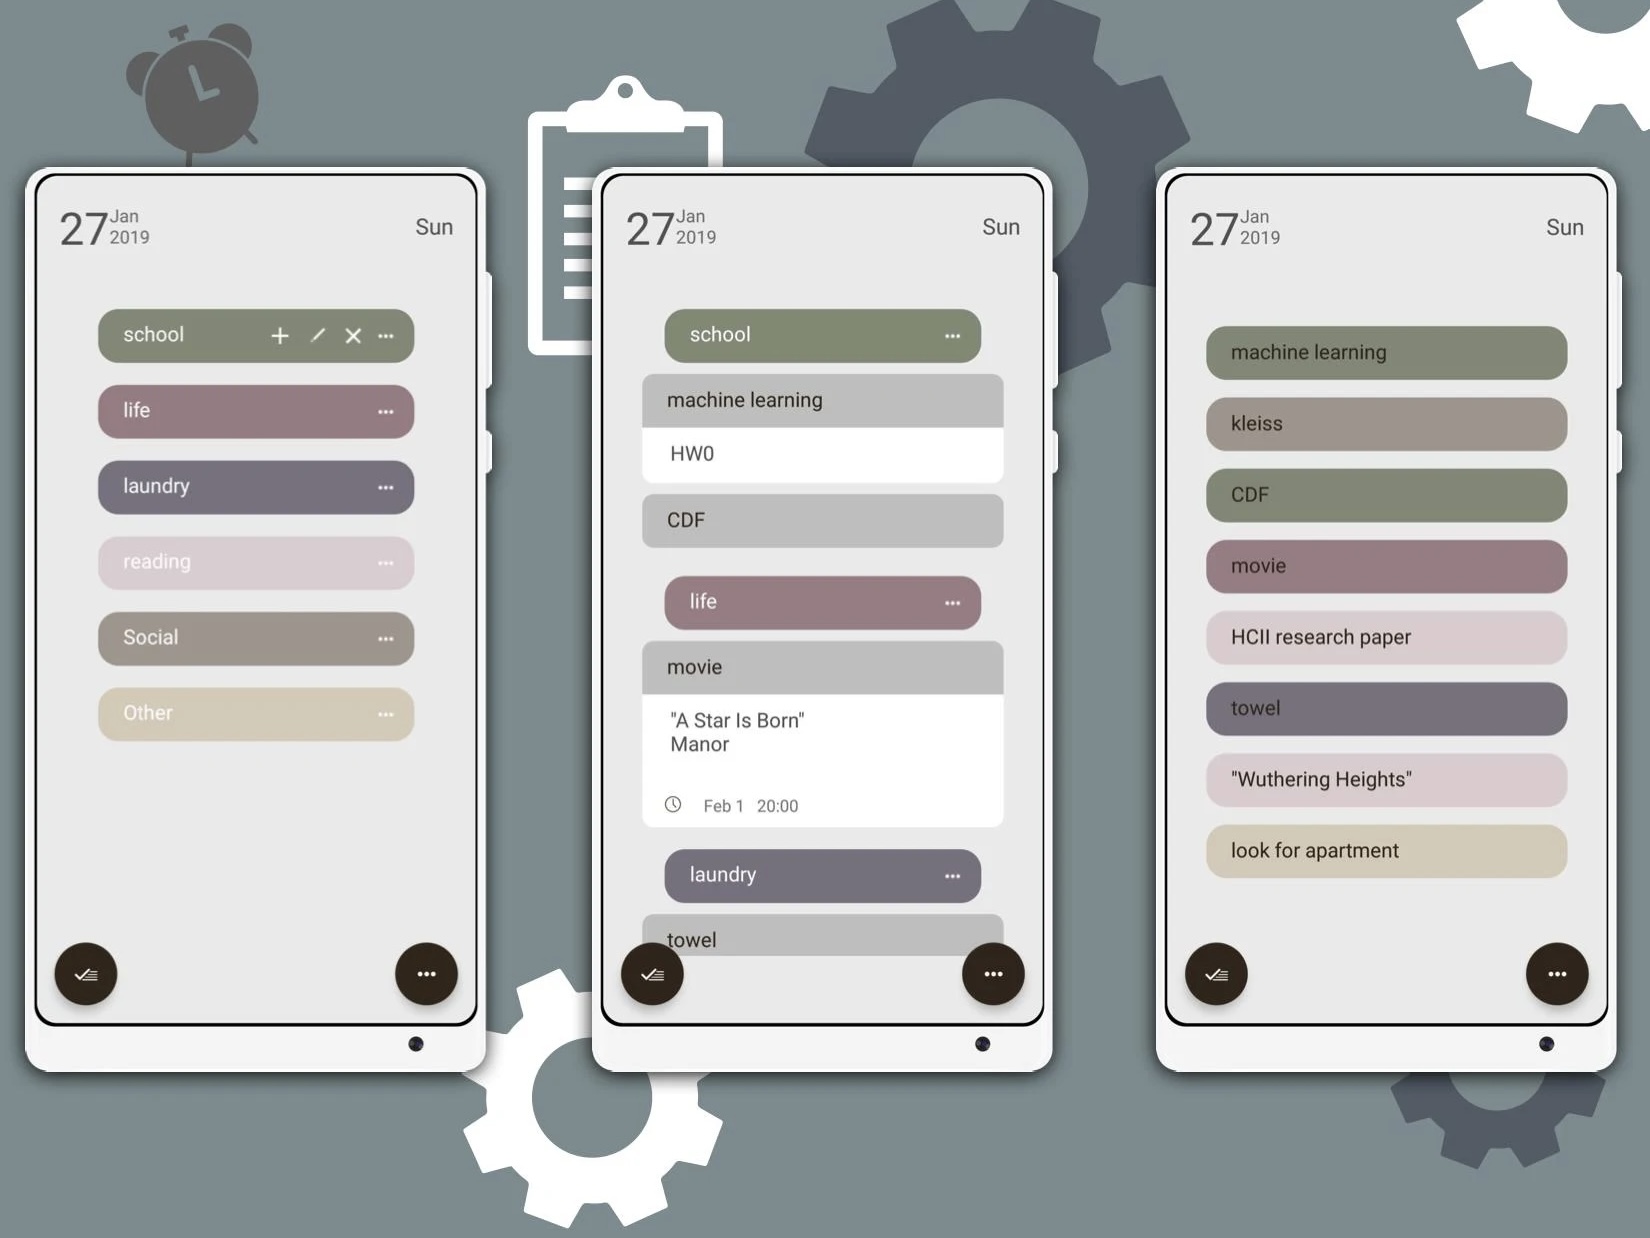 27 Jan
2019
Sun
school
life
laundry
reading
Social
Other
27 Jan
2019
Sun
school
machine learning
HW0
CDF
life
movie
"A Star Is Born"
Manor
Feb 1 20:00
laundry
towel
27 Jan
2019
Sun
machine learning
kleiss
CDF
movie
HCII research paper
towel
"Wuthering Heights"
look for apartment